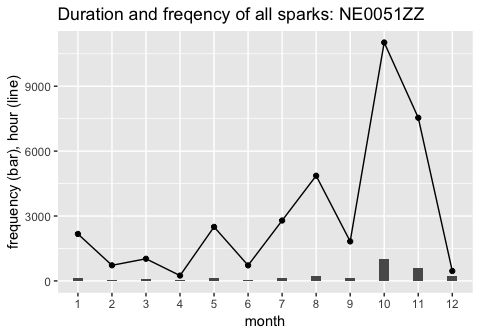 Duration and freqency of all sparks: NE0051ZZ
frequency (bar), hour (line)
9000
6000
3000
0
1 2 3 4 5 6 7 8 9 10 11 12
month